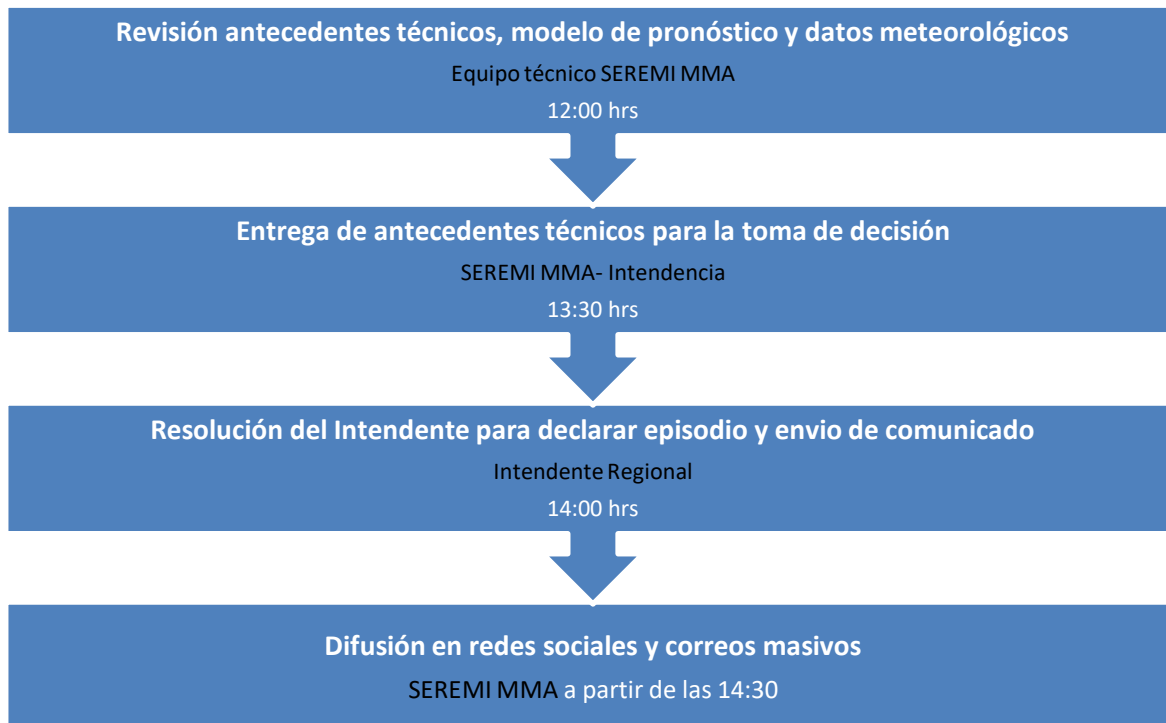 Revisión antecedentes técnicos, modelo de pronóstico y datos meteorológicos
Equipo técnico SEREMI MMA
12:00 hrs
Entrega de antecedentes técnicos para la toma de decisión
SEREMI MMA- Intendencia
13:30 hrs
Resolución del Intendente para declarar episodio y envio de comunicado
Intendente Regional
14:00 hrs
Difusión en redes sociales y correos masivos
SEREMI MMA a partir de las 14:30